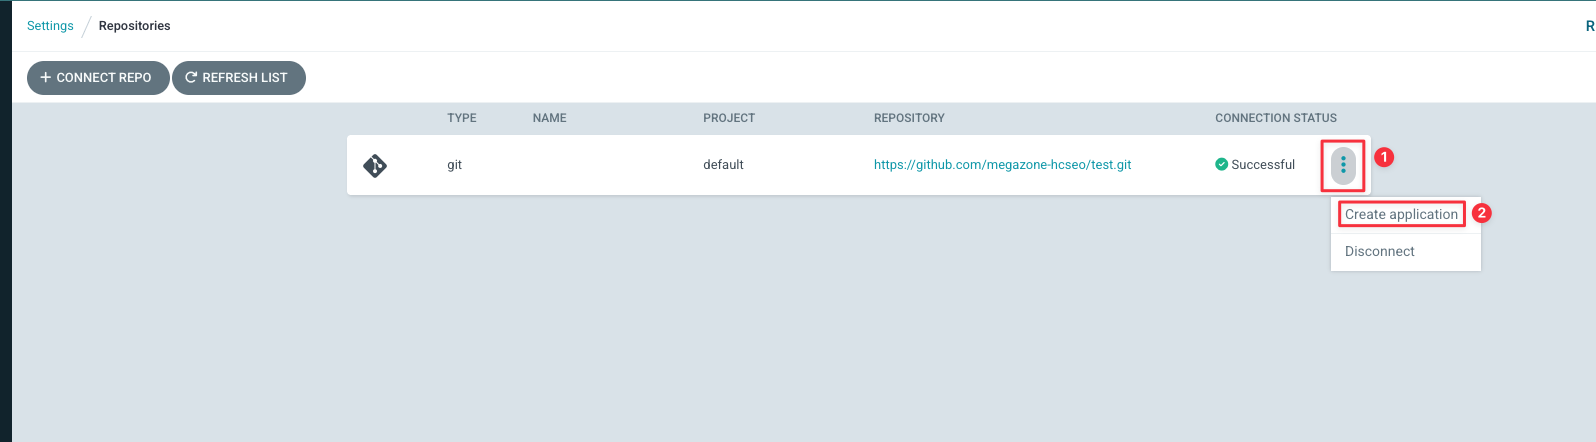 Settings / Repositories
R
+ CONNECT REPO REFRESH LIST
TYPE NAME PROJECT REPOSITORY CONNECTION STATUS
git default https://github.com/megazone-hcseo/test.git Successful
1
Create application 2
Disconnect